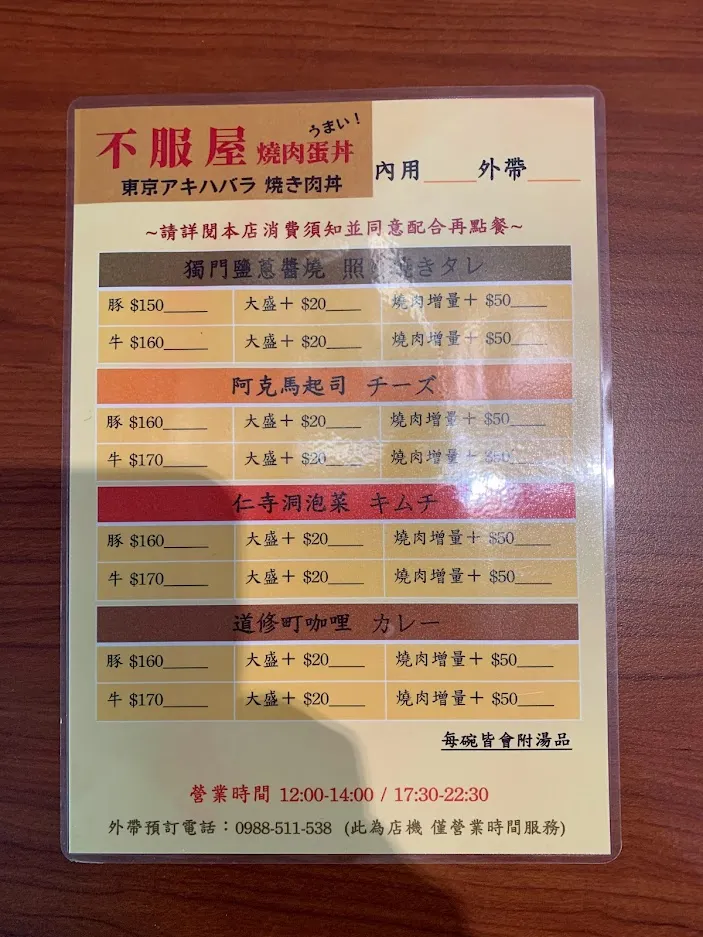 うまい！
不服屋 燒肉蛋丼
東京アキハバラ 焼き肉丼
內用____ 外帶____
~請詳閱本店消費須知並同意配合再點餐~
獨門鹽蔥醬燒 照 焼きタレ
豚 $150____ 大盛＋ $20____ 燒肉增量＋ $50____
牛 $160____ 大盛＋ $20____ 燒肉增量＋ $50____
阿克馬起司 チーズ
豚 $160____ 大盛＋ $20____ 燒肉增量＋ $50____
牛 $170____ 大盛＋ $20____ 燒肉增量＋ $50____
仁寺洞泡菜 キムチ
豚 $160____ 大盛＋ $20____ 燒肉增量＋ $50____
牛 $170____ 大盛＋ $20____ 燒肉增量＋ $50____
道修町咖哩 カレー
豚 $160____ 大盛＋ $20____ 燒肉增量＋ $50____
牛 $170____ 大盛＋ $20____ 燒肉增量＋ $50____
每碗皆會附湯品
營業時間 12:00-14:00 / 17:30-22:30
外帶預訂電話：0988-511-538 (此為店機 僅營業時間服務)